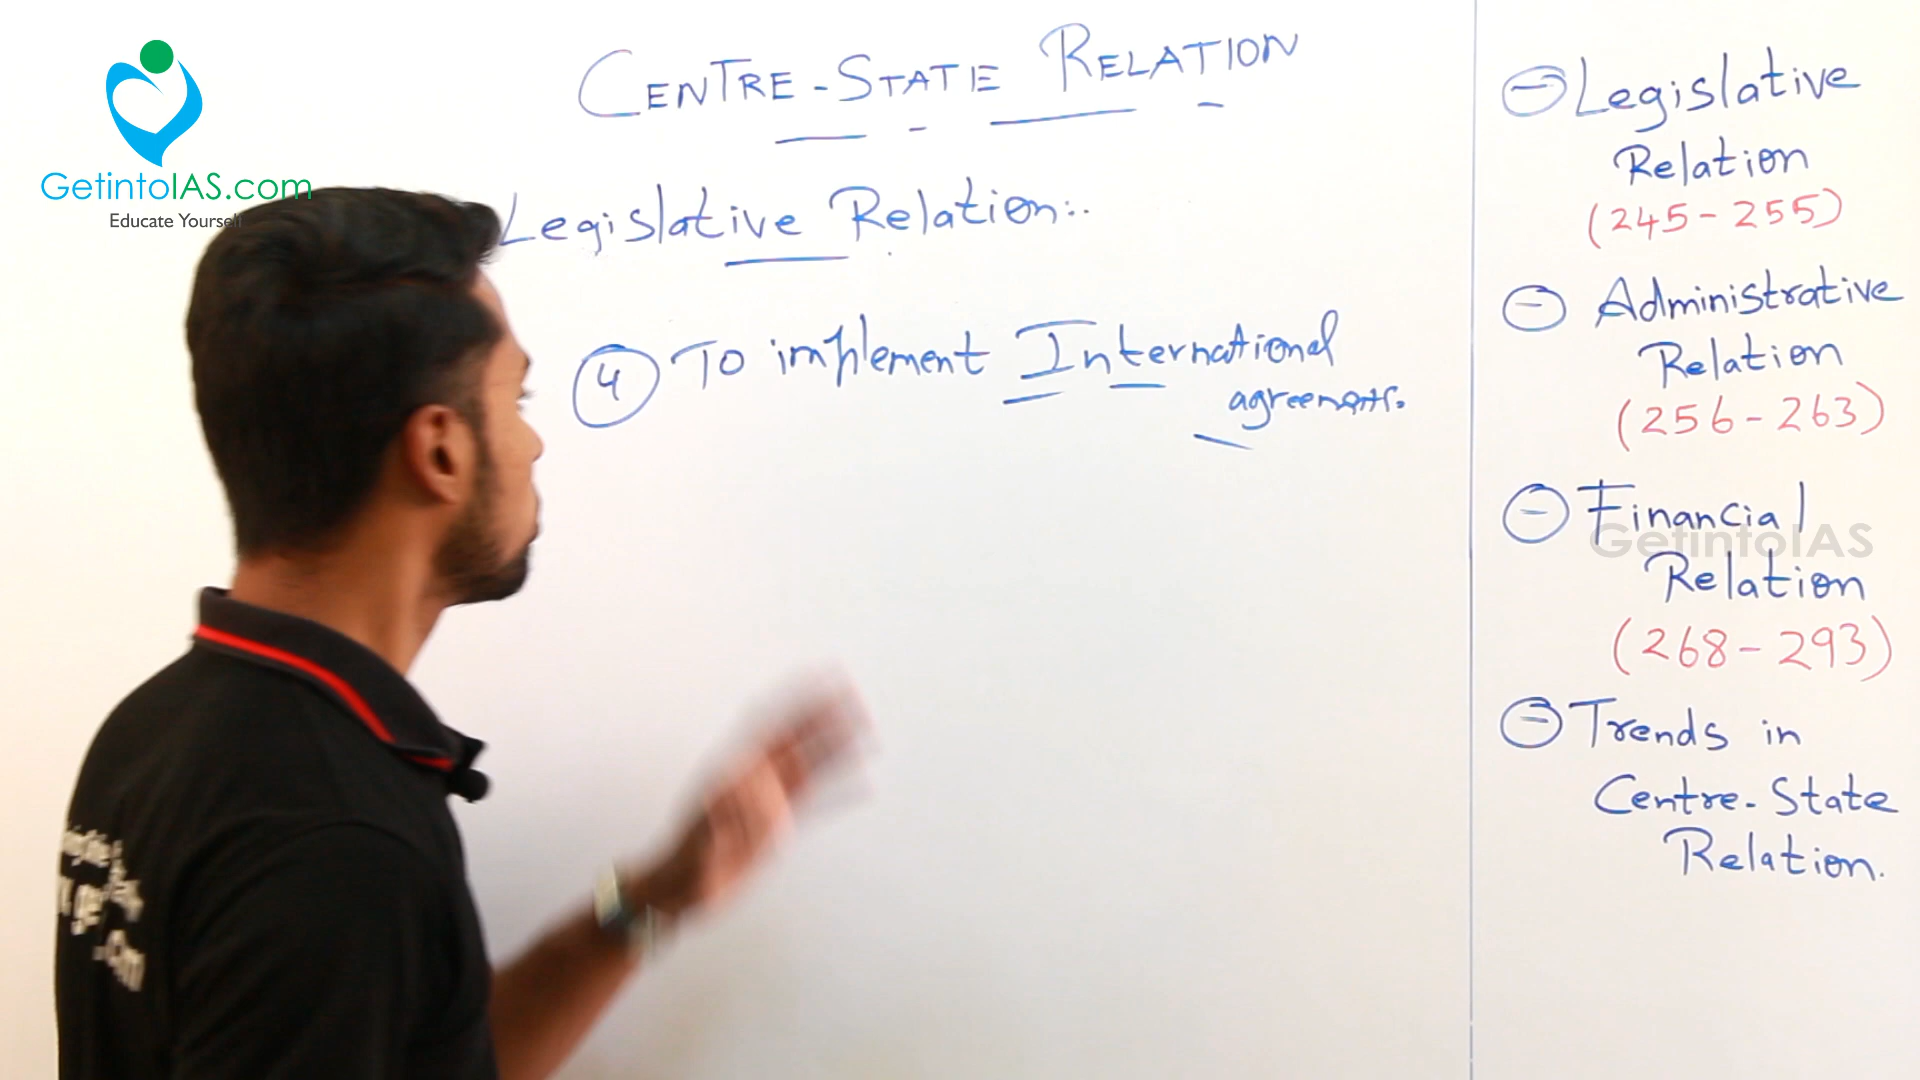 GetintoIAS.com
Educate Yourself
CENTRE-STATE RELATION
Legislative Relation:.
4 To implement International
agreements.
Legislative
Relation
(245-255)
Administrative
Relation
(256-263)
Financial
GetintoIAS
Relation
(268-293)
Trends in
Centre-State
Relation.